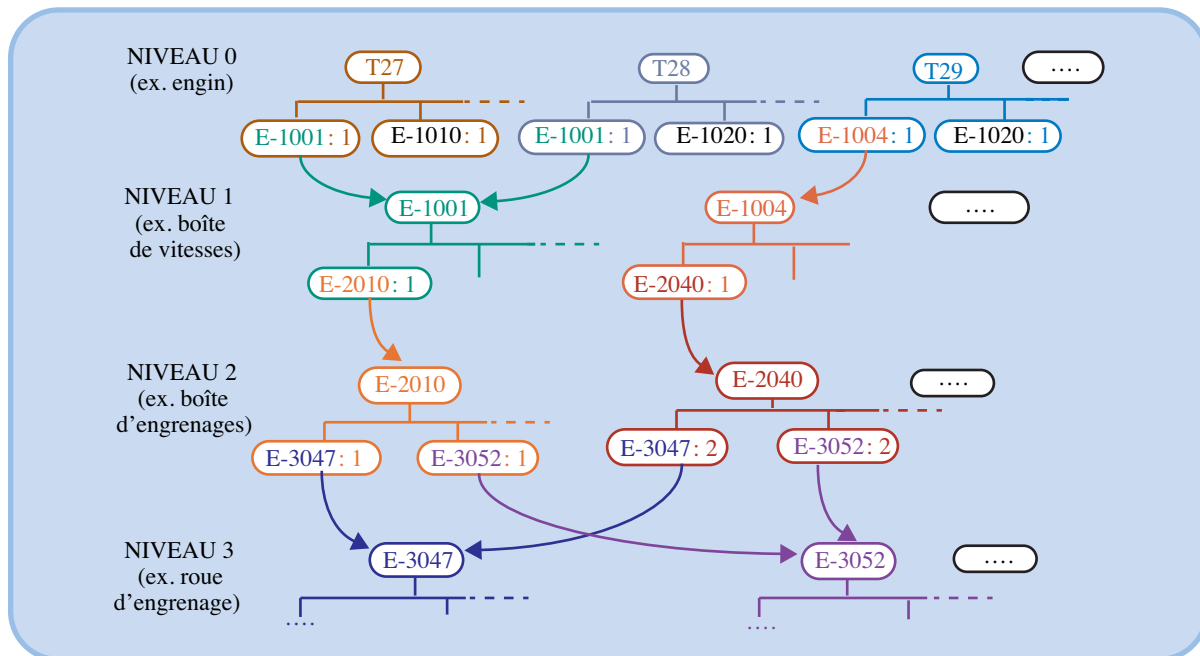 NIVEAU 0
(ex. engin)
T27
T28
T29
....
E-1001: 1
E-1010: 1
E-1001: 1
E-1020: 1
E-1004: 1
E-1020: 1
NIVEAU 1
(ex. boîte
de vitesses)
E-1001
E-1004
....
E-2010: 1
E-2040: 1
NIVEAU 2
(ex. boîte
d’engrenages)
E-2010
E-2040
....
E-3047: 1
E-3052: 1
E-3047: 2
E-3052: 2
NIVEAU 3
(ex. roue
d’engrenage)
E-3047
E-3052
....
....
....